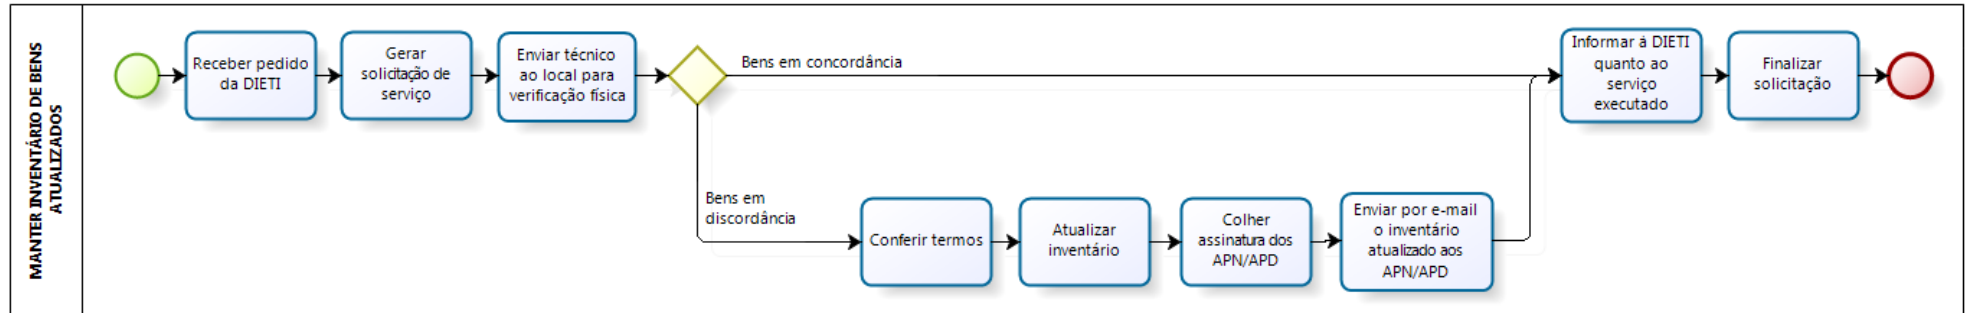 MANTER INVENTÁRIO DE BENS
ATUALIZADOS
Receber pedido
da DIETI
Gerar
solicitação de
serviço
Enviar técnico
ao local para
verificação física
Bens em concordância
Bens em
discordância
Conferir termos
Atualizar
inventário
Colher
assinatura dos
APN/APD
Enviar por e-mail
o inventário
atualizado aos
APN/APD
Informar á DIETI
quanto ao
serviço
executado
Finalizar
solicitação